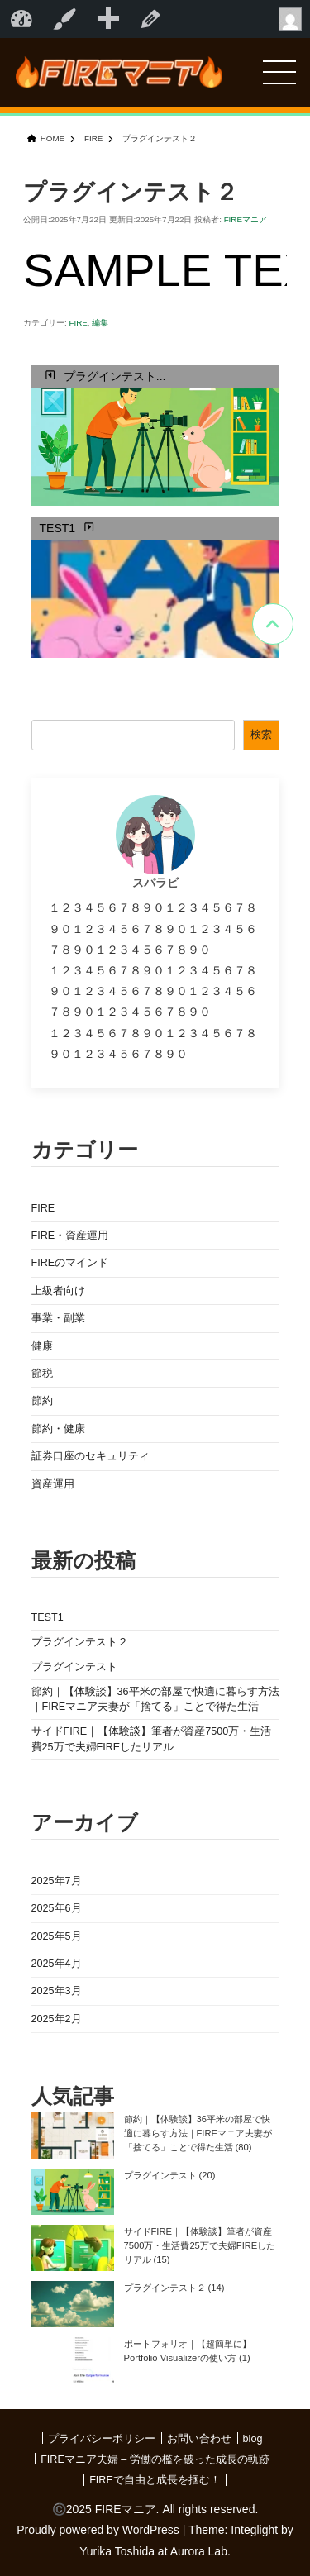 FIREマニア
HOME > FIRE > プラグインテスト２
プラグインテスト２
公開日:2025年7月22日 更新日:2025年7月22日 投稿者: FIREマニア
SAMPLE TEX
カテゴリー: FIRE, 編集
プラグインテスト...
TEST1
検索
スパラビ
１２３４５６７８９０１２３４５６７８
９０１２３４５６７８９０１２３４５６
７８９０１２３４５６７８９０
１２３４５６７８９０１２３４５６７８
９０１２３４５６７８９０１２３４５６
７８９０１２３４５６７８９０
１２３４５６７８９０１２３４５６７８
９０１２３４５６７８９０
カテゴリー
FIRE
FIRE・資産運用
FIREのマインド
上級者向け
事業・副業
健康
節税
節約
節約・健康
証券口座のセキュリティ
資産運用
最新の投稿
TEST1
プラグインテスト２
プラグインテスト
節約｜【体験談】36平米の部屋で快適に暮らす方法
｜FIREマニア夫妻が「捨てる」ことで得た生活
サイドFIRE｜【体験談】筆者が資産7500万・生活
費25万で夫婦FIREしたリアル
アーカイブ
2025年7月
2025年6月
2025年5月
2025年4月
2025年3月
2025年2月
人気記事
節約｜【体験談】36平米の部屋で快
適に暮らす方法｜FIREマニア夫妻が
「捨てる」ことで得た生活 (80)
プラグインテスト (20)
サイドFIRE｜【体験談】筆者が資産
7500万・生活費25万で夫婦FIREした
リアル (15)
プラグインテスト２ (14)
ポートフォリオ｜【超簡単に】
Portfolio Visualizerの使い方 (1)
プライバシーポリシー | お問い合わせ | blog
FIREマニア夫婦 – 労働の檻を破った成長の軌跡
FIREで自由と成長を掴む！
©2025 FIREマニア. All rights reserved.
Proudly powered by WordPress | Theme: Integlight by
Yurika Toshida at Aurora Lab.